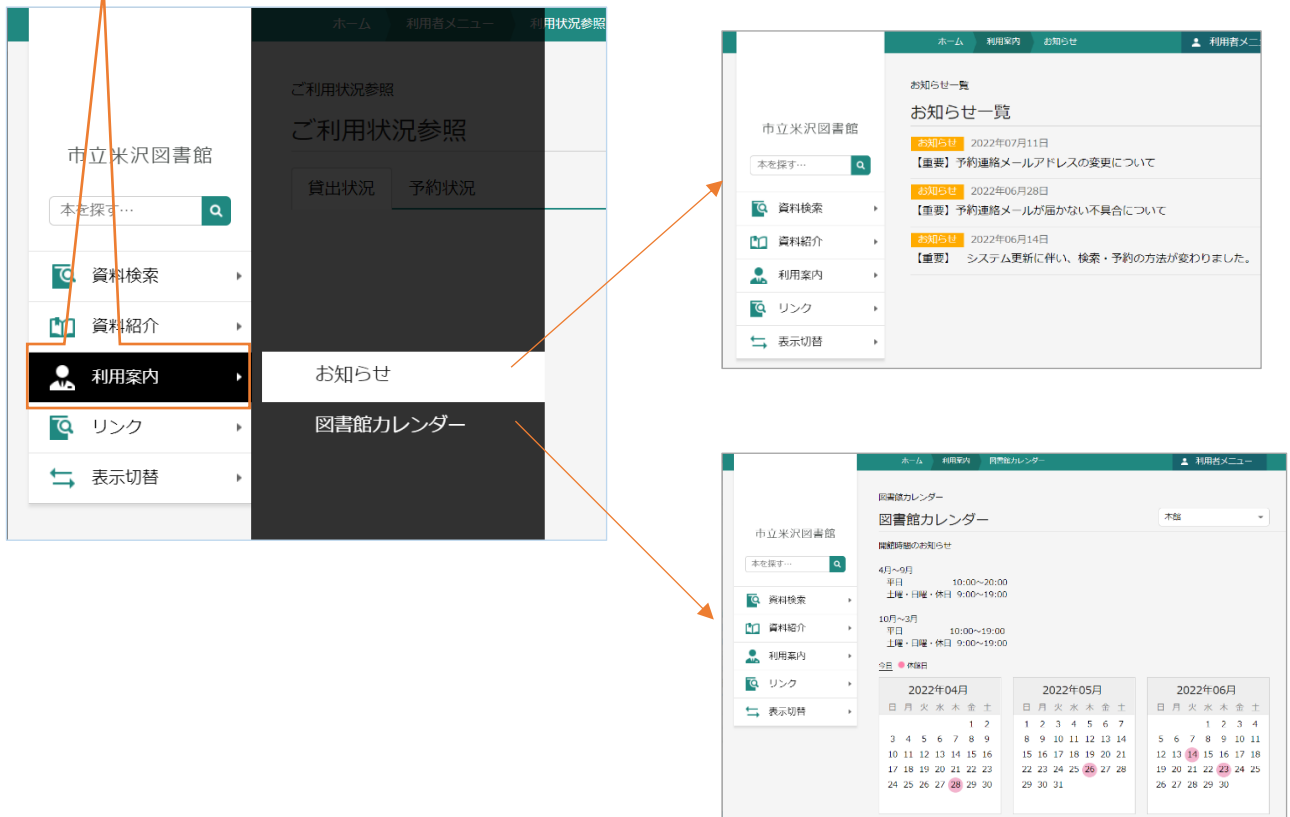 ホーム 利用者メニュー 利用状況参照
ご利用状況参照
ご利用状況参照
貸出状況 予約状況
市立米沢図書館
本を探す…
資料検索
資料紹介
利用案内
リンク
表示切替
お知らせ
図書館カレンダー
ホーム 利用案内 お知らせ 利用者メニ
お知らせ一覧
お知らせ一覧
お知らせ 2022年07月11日
【重要】予約連絡メールアドレスの変更について
お知らせ 2022年06月28日
【重要】予約連絡メールが届かない不具合について
お知らせ 2022年06月14日
【重要】 システム更新に伴い、検索・予約の方法が変わりました。
市立米沢図書館
本を探す…
資料検索
資料紹介
利用案内
リンク
表示切替
ホーム 利用案内 図書館カレンダー 利用者メニュー
図書館カレンダー
図書館カレンダー 本館
開館時間のお知らせ
4月～9月
平日 10:00～20:00
土曜・日曜・休日 9:00～19:00
10月～3月
平日 10:00～19:00
土曜・日曜・休日 9:00～19:00
今日 休館日
市立米沢図書館
本を探す…
資料検索
資料紹介
利用案内
リンク
表示切替
2022年04月
日 月 火 水 木 金 土
1 2
3 4 5 6 7 8 9
10 11 12 13 14 15 16
17 18 19 20 21 22 23
24 25 26 27 28 29 30
2022年05月
日 月 火 水 木 金 土
1 2 3 4 5 6 7
8 9 10 11 12 13 14
15 16 17 18 19 20 21
22 23 24 25 26 27 28
29 30 31
2022年06月
日 月 火 水 木 金 土
1 2 3 4
5 6 7 8 9 10 11
12 13 14 15 16 17 18
19 20 21 22 23 24 25
26 27 28 29 30